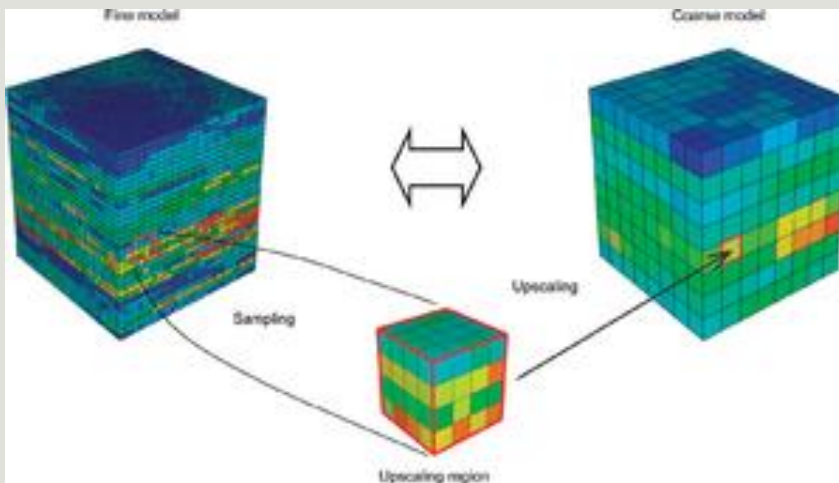 Fine model
Coarse model
Sampling
Upscaling
Upscaling region